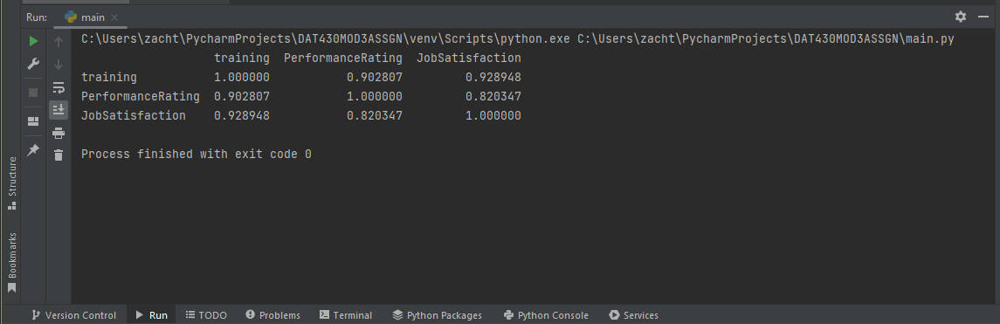 Run: main
C:\Users\zacht\PycharmProjects\DAT430MOD3ASSGN\venv\Scripts\python.exe C:\Users\zacht\PycharmProjects\DAT430MOD3ASSGN\main.py
training PerformanceRating JobSatisfaction
training 1.000000 0.902807 0.928948
PerformanceRating 0.902807 1.000000 0.820347
JobSatisfaction 0.928948 0.820347 1.000000
Process finished with exit code 0
Structure
Bookmarks
Version Control Run TODO Problems Terminal Python Packages Python Console Services